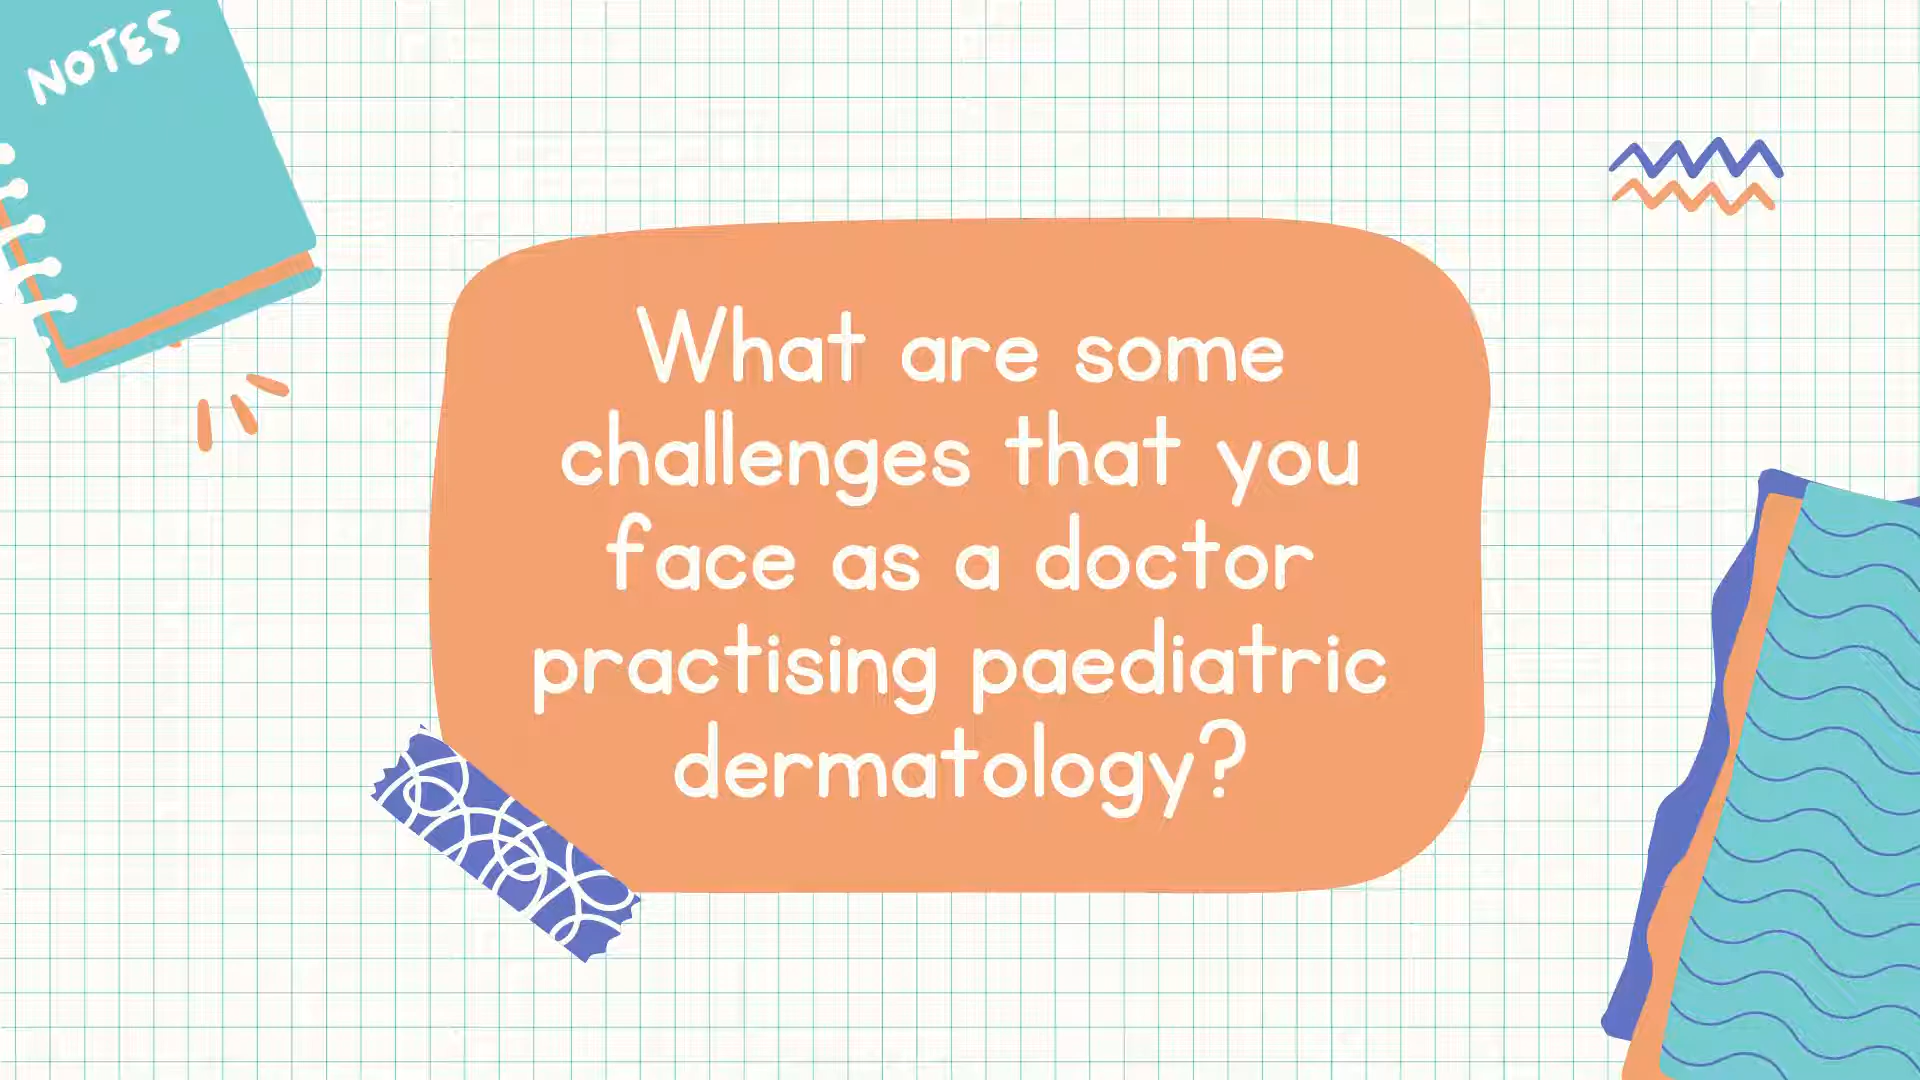 NOTES
What are some
challenges that you
face as a doctor
practising paediatric
dermatology?